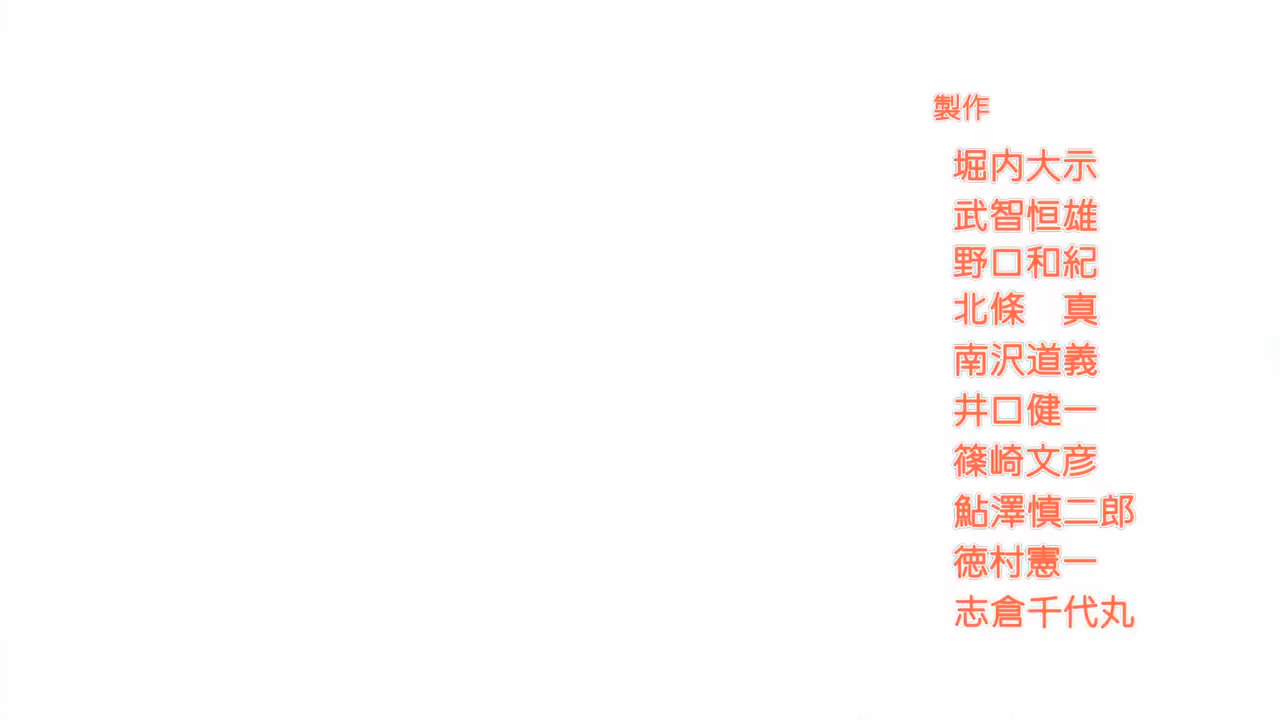 製作
堀内大示
武智恒雄
野口和紀
北條　真
南沢道義
井口健一
篠崎文彦
鮎澤慎二郎
徳村憲一
志倉千代丸